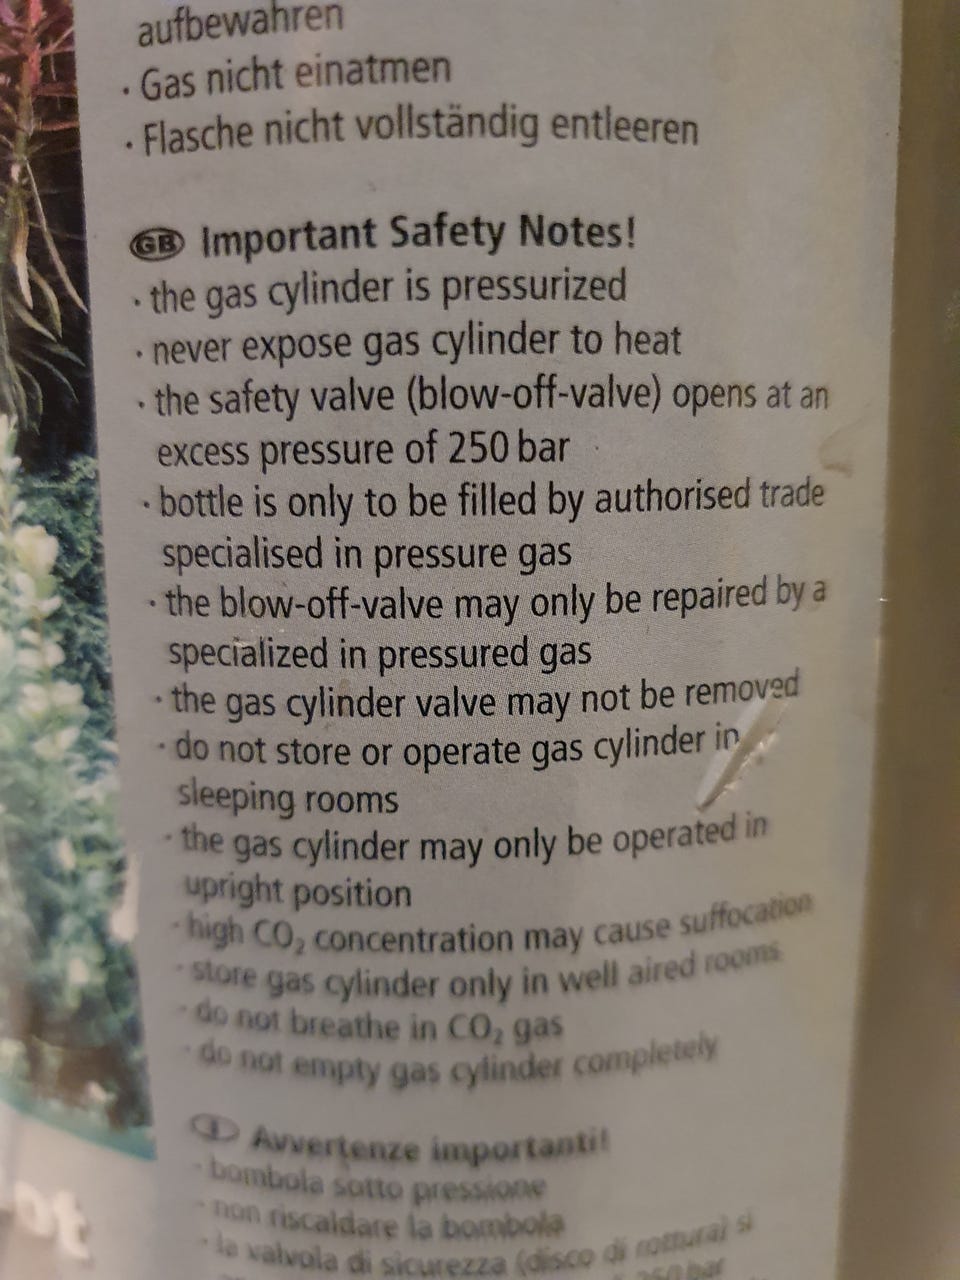 aufbewahren
· Gas nicht einatmen
· Flasche nicht vollständig entleeren
GB Important Safety Notes!
· the gas cylinder is pressurized
· never expose gas cylinder to heat
· the safety valve (blow-off-valve) opens at an
excess pressure of 250 bar
· bottle is only to be filled by authorised trade
specialised in pressure gas
· the blow-off-valve may only be repaired by a
specialized in pressured gas
· the gas cylinder valve may not be removed
· do not store or operate gas cylinder in
sleeping rooms
· the gas cylinder may only be operated in
upright position
· high CO₂ concentration may cause suffocation
· store gas cylinder only in well aired rooms
· do not breathe in CO₂ gas
· do not empty gas cylinder completely
I Avvertenze importanti!
· bombola sotto pressione
· non riscaldare la bombola
· la valvola di sicurezza (disco di rottura) si
250 bar